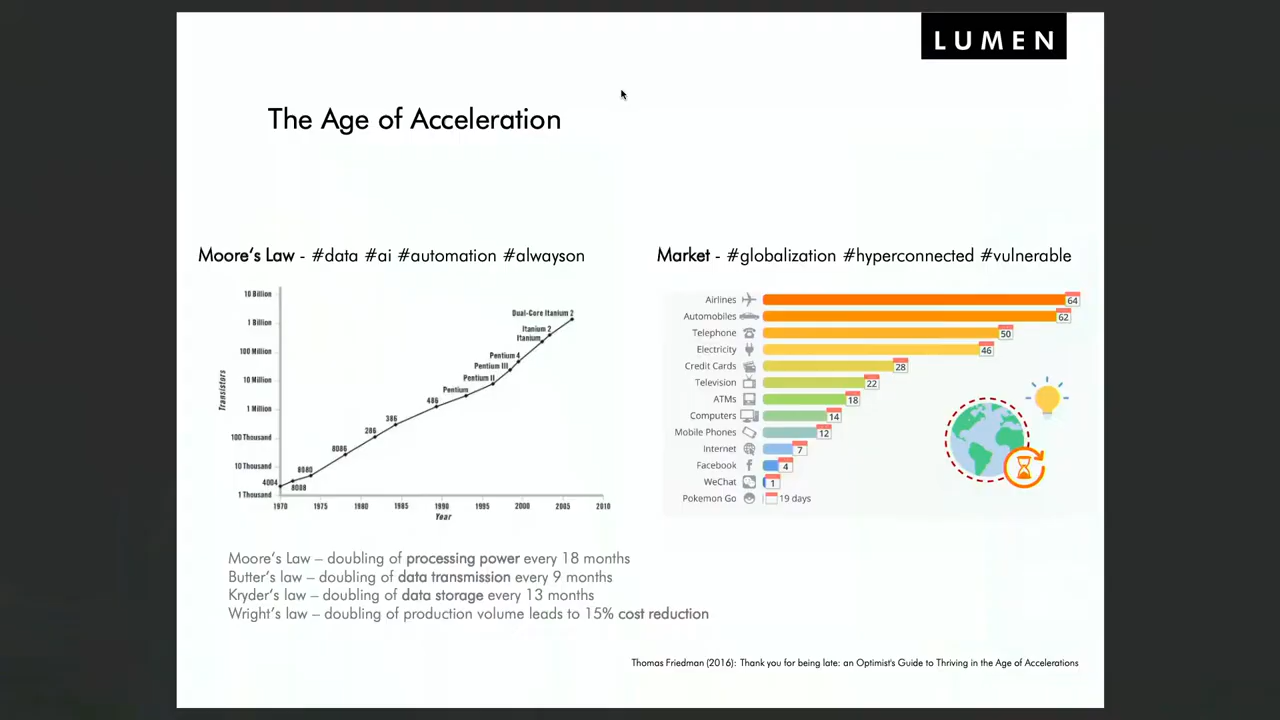 LUMEN
The Age of Acceleration
Moore's Law - #data #ai #automation #alwayson
10 Billion
1 Billion
100 Million
10 Million
1 Million
100 Thousand
10 Thousand
1 Thousand
Transistors
4004
8008
8080
8086
286
386
486
Pentium
Pentium II
Pentium III
Pentium 4
Itanium
Itanium 2
Dual-Core Itanium 2
1970 1975 1980 1985 1990 1995 2000 2005 2010
Year
Market - #globalization #hyperconnected #vulnerable
Airlines 64
Automobiles 62
Telephone 50
Electricity 46
Credit Cards 28
Television 22
ATMs 18
Computers 14
Mobile Phones 12
Internet 7
Facebook 4
WeChat 1
Pokemon Go 19 days
Moore's Law – doubling of processing power every 18 months
Butter's law – doubling of data transmission every 9 months
Kryder's law – doubling of data storage every 13 months
Wright's law – doubling of production volume leads to 15% cost reduction
Thomas Friedman (2016): Thank you for being late: an Optimist's Guide to Thriving in the Age of Accelerations